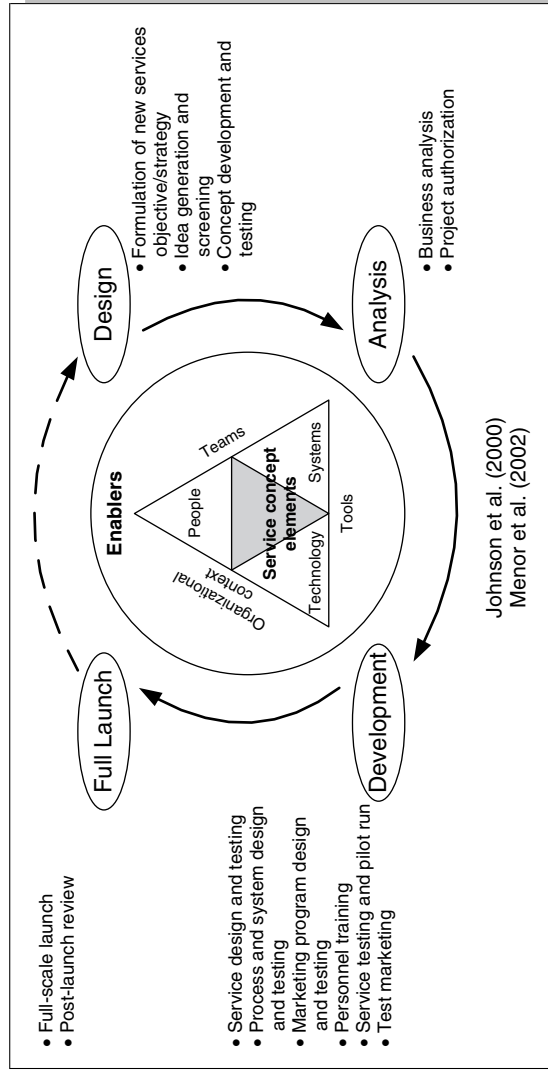 • Full-scale launch
• Post-launch review
Full Launch
Design
• Formulation of new services
objective/strategy
• Idea generation and
screening
• Concept development and
testing
Enablers
Organizational
context
People
Teams
Service concept
elements
Technology
Systems
Tools
• Service design and testing
• Process and system design
and testing
• Marketing program design
and testing
• Personnel training
• Service testing and pilot run
• Test marketing
Development
Analysis
• Business analysis
• Project authorization
Johnson et al. (2000)
Menor et al. (2002)